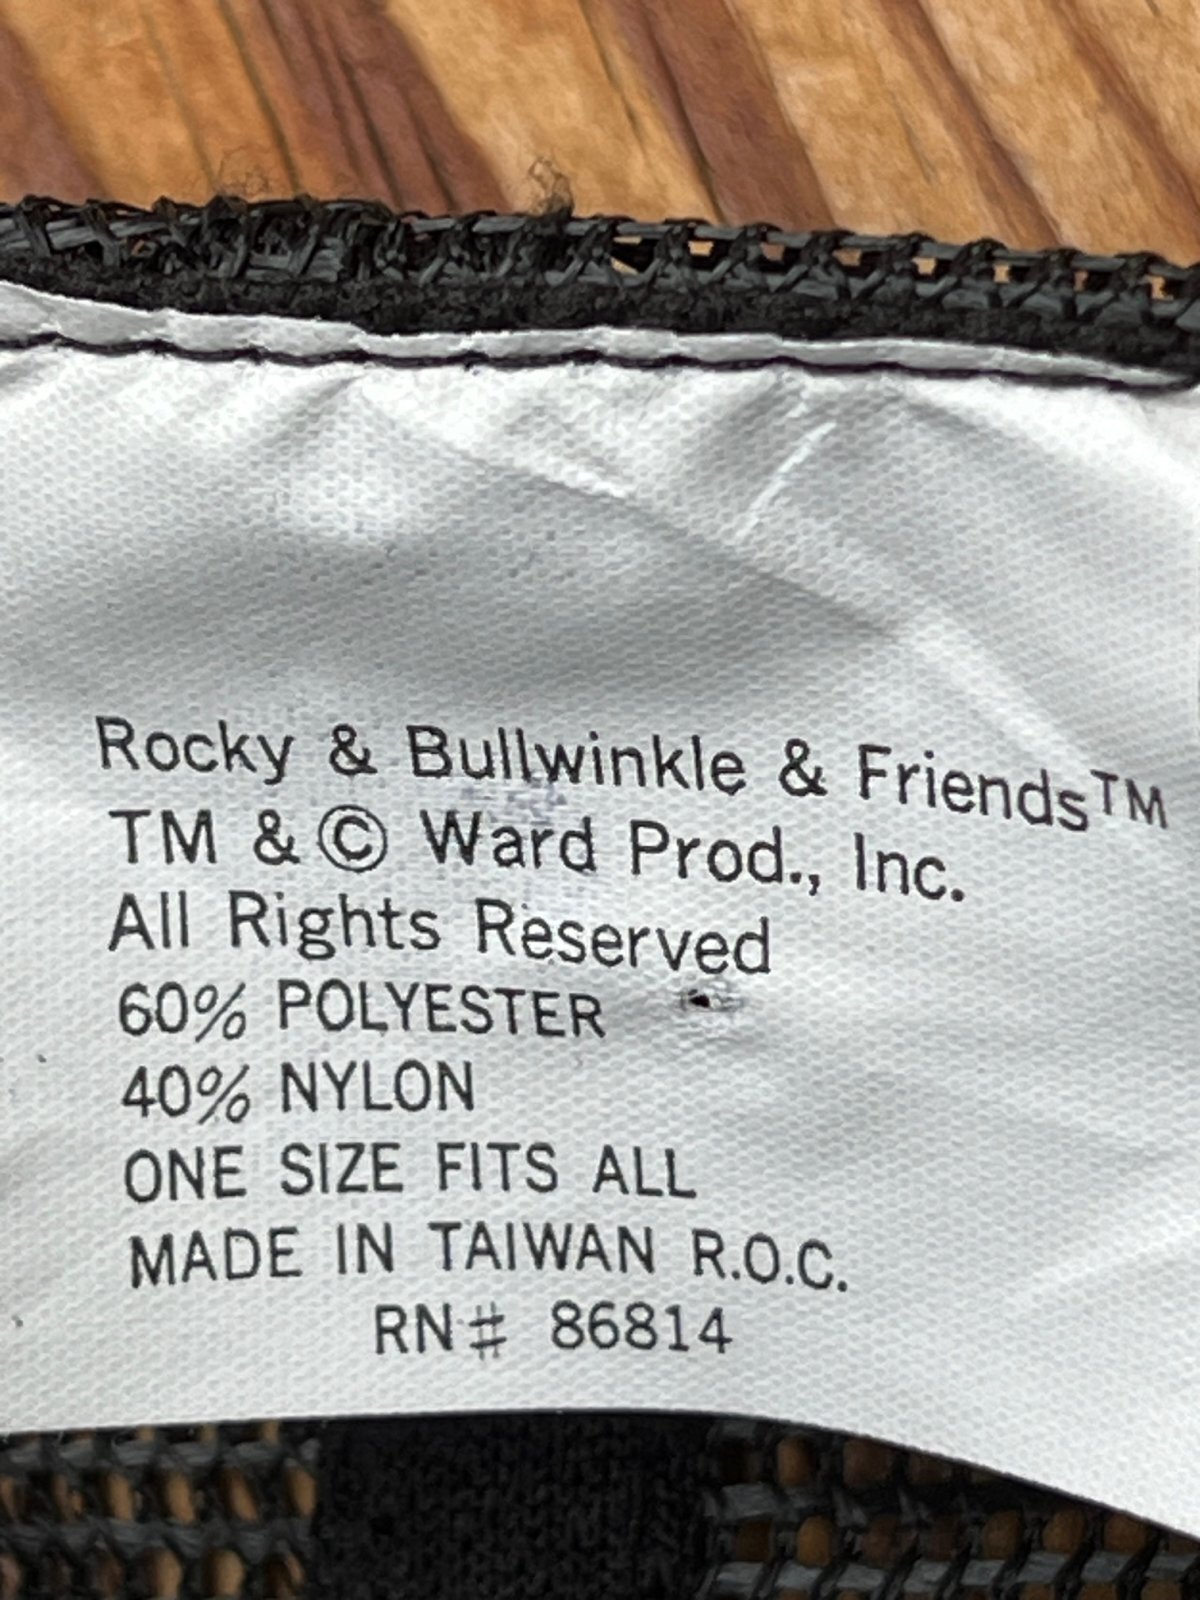 Rocky & Bullwinkle & Friends™
TM & © Ward Prod., Inc.
All Rights Reserved
60% POLYESTER
40% NYLON
ONE SIZE FITS ALL
MADE IN TAIWAN R.O.C.
RN# 86814